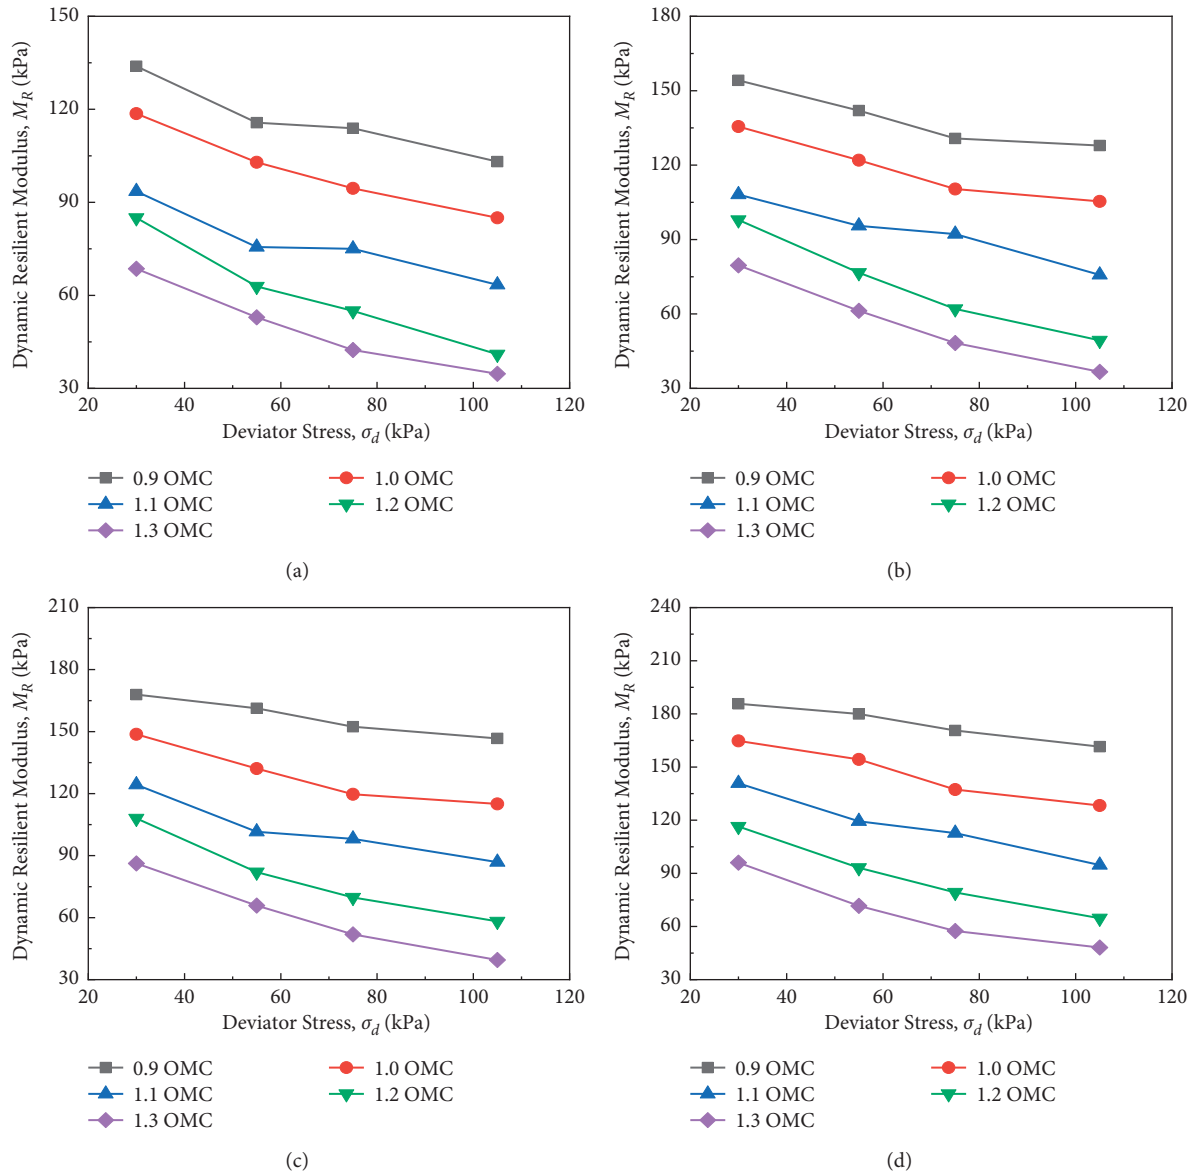 150
120
90
60
30
20
40
60
80
100
120
Dynamic Resilient Modulus, M_R (kPa)
Deviator Stress, σ_d (kPa)
0.9 OMC
1.0 OMC
1.1 OMC
1.2 OMC
1.3 OMC
(a)
180
150
120
90
60
30
20
40
60
80
100
120
Dynamic Resilient Modulus, M_R (kPa)
Deviator Stress, σ_d (kPa)
0.9 OMC
1.0 OMC
1.1 OMC
1.2 OMC
1.3 OMC
(b)
210
180
150
120
90
60
30
20
40
60
80
100
120
Dynamic Resilient Modulus, M_R (kPa)
Deviator Stress, σ_d (kPa)
0.9 OMC
1.0 OMC
1.1 OMC
1.2 OMC
1.3 OMC
(c)
240
210
180
150
120
90
60
30
20
40
60
80
100
120
Dynamic Resilient Modulus, M_R (kPa)
Deviator Stress, σ_d (kPa)
0.9 OMC
1.0 OMC
1.1 OMC
1.2 OMC
1.3 OMC
(d)